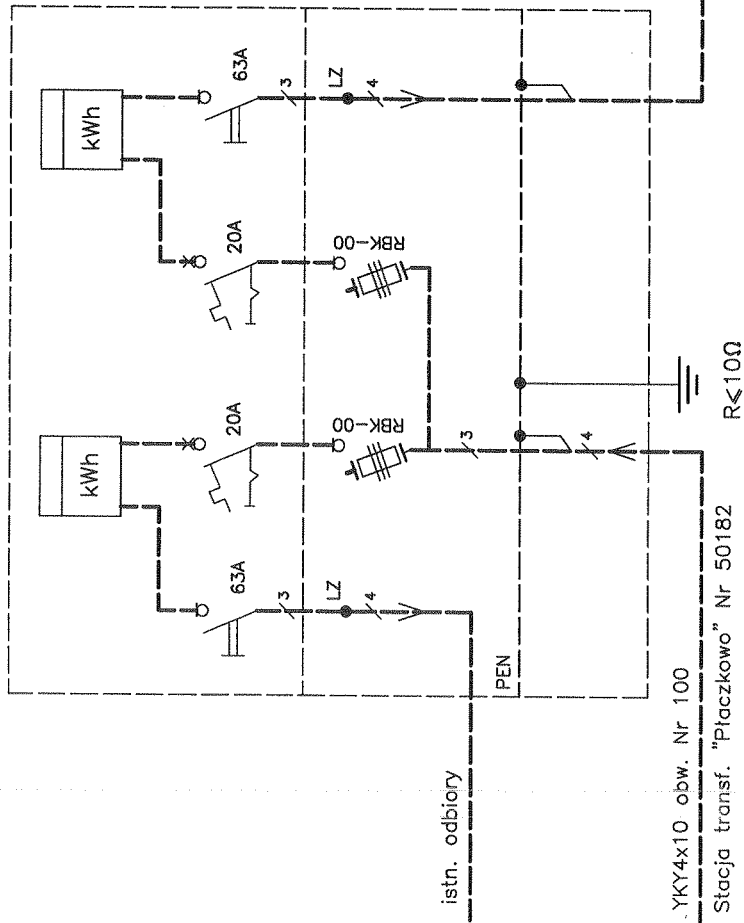 kWh
kWh
63A
20A
20A
63A
RBK-00
RBK-00
3
LZ
4
3
LZ
4
3
4
PEN
istn. odbiory
YKY4x10 obw. Nr 100
Stacja transf. "Płaczkowo" Nr 50182
R⩽10Ω